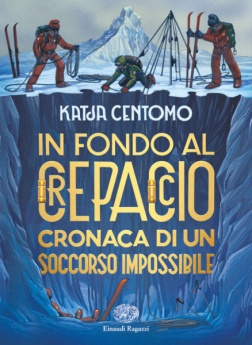 KATJA CENTOMO
IN FONDO AL
CREPACCIO
CRONACA DI UN
SOCCORSO IMPOSSIBILE
Einaudi Ragazzi